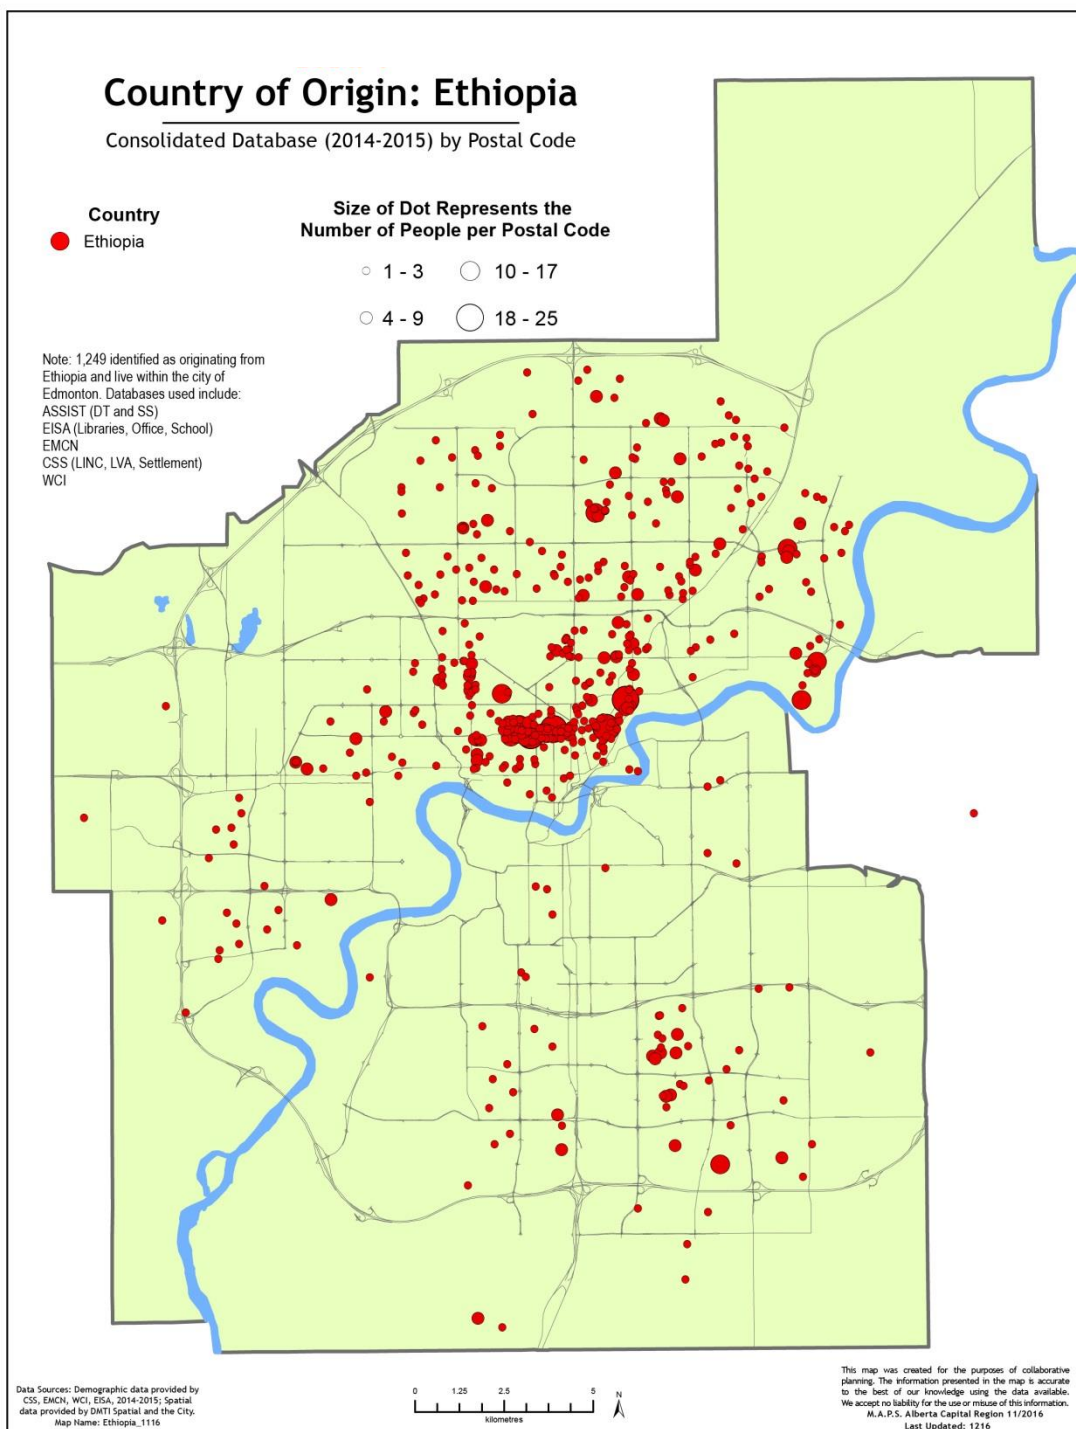 Country of Origin: Ethiopia
Consolidated Database (2014-2015) by Postal Code
Country
Ethiopia
Size of Dot Represents the
Number of People per Postal Code
1 - 3
10 - 17
4 - 9
18 - 25
Note: 1,249 identified as originating from
Ethiopia and live within the city of
Edmonton. Databases used include:
ASSIST (DT and SS)
EISA (Libraries, Office, School)
EMCN
CSS (LINC, LVA, Settlement)
WCI
Data Sources: Demographic data provided by
CSS, EMCN, WCI, EISA, 2014-2015; Spatial
data provided by DMTI Spatial and the City.
Map Name: Ethiopia_1116
0 1.25 2.5 5
kilometres
N
This map was created for the purposes of collaborative
planning. The information presented in the map is accurate
to the best of our knowledge using the data available.
We accept no liability for the use or misuse of this information.
M.A.P.S. Alberta Capital Region 11/2016
Last Updated: 1216